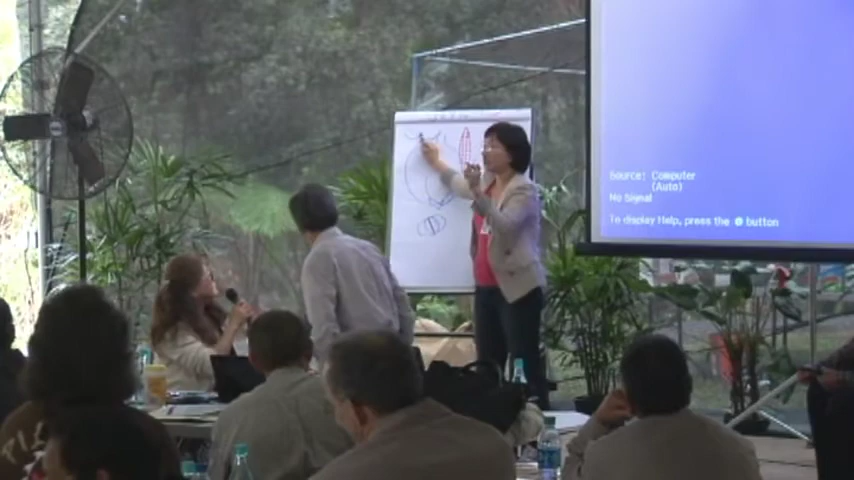 Source: Computer
(Auto)
No Signal
To display Help, press the button